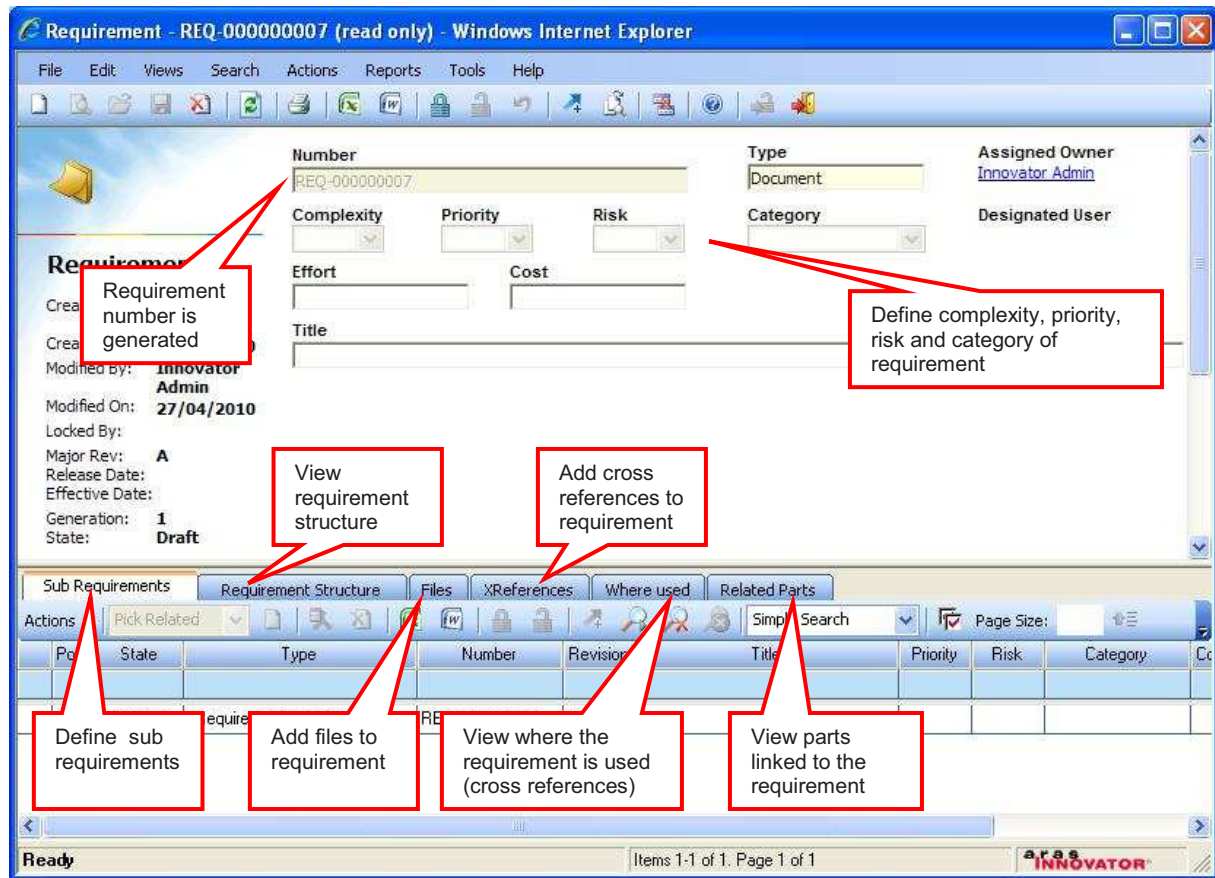 Requirement - REQ-000000007 (read only) - Windows Internet Explorer
File Edit Views Search Actions Reports Tools Help
Number
Type
Assigned Owner
REQ-000000007
Document
Innovator Admin
Complexity
Priority
Risk
Category
Designated User
Effort
Cost
Title
Requirement
number is
generated
Define complexity, priority,
risk and category of
requirement
Modified By: Innovator
Admin
Modified On: 27/04/2010
Locked By:
Major Rev: A
Release Date:
Effective Date:
Generation: 1
State: Draft
View
requirement
structure
Add cross
references to
requirement
Sub Requirements
Requirement Structure
Files
XReferences
Where used
Related Parts
Actions
Pick Related
Search
Page Size:
State
Type
Number
Revision
Priority
Risk
Category
Define sub
requirements
Add files to
requirement
View where the
requirement is used
(cross references)
View parts
linked to the
requirement
Ready
Items 1-1 of 1. Page 1 of 1
aras
INNOVATOR